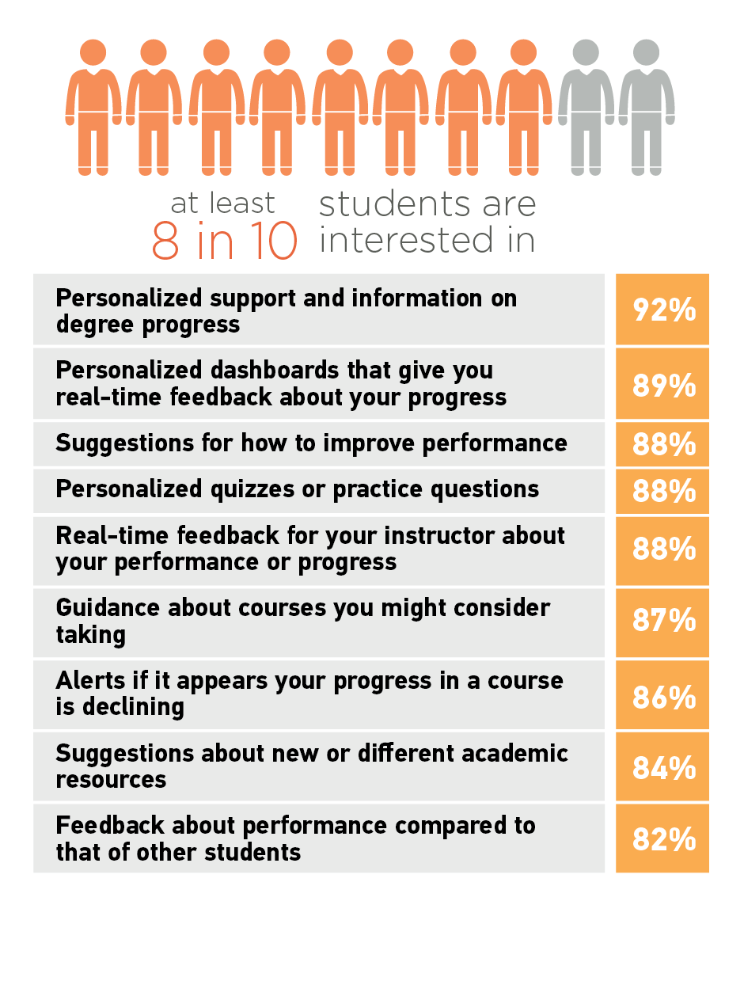 at least
8 in 10
students are
interested in
Personalized support and information on
degree progress
92%
Personalized dashboards that give you
real-time feedback about your progress
89%
Suggestions for how to improve performance
88%
Personalized quizzes or practice questions
88%
Real-time feedback for your instructor about
your performance or progress
88%
Guidance about courses you might consider
taking
87%
Alerts if it appears your progress in a course
is declining
86%
Suggestions about new or different academic
resources
84%
Feedback about performance compared to
that of other students
82%